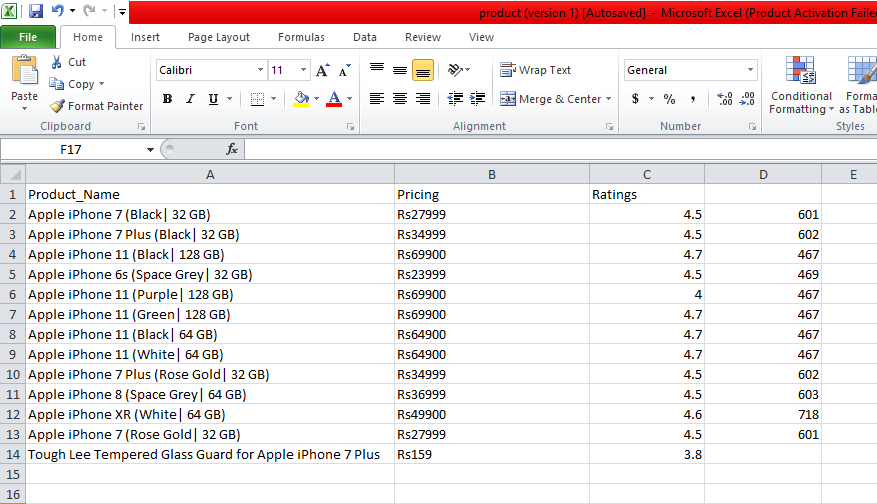 product (version 1) [Autosaved] - Microsoft Excel (Product Activation Faile
File Home Insert Page Layout Formulas Data Review View
Paste Cut Copy Format Painter
Calibri 11 A A
B I U A
Wrap Text
Merge & Center
General
$ % , .00 .0
Conditional Formatting
Forma as Table
Clipboard Font Alignment Number Styles
F17 fx
A B C D E
1 Product_Name Pricing Ratings
2 Apple iPhone 7 (Black| 32 GB) Rs27999 4.5 601
3 Apple iPhone 7 Plus (Black| 32 GB) Rs34999 4.5 602
4 Apple iPhone 11 (Black| 128 GB) Rs69900 4.7 467
5 Apple iPhone 6s (Space Grey| 32 GB) Rs23999 4.5 469
6 Apple iPhone 11 (Purple| 128 GB) Rs69900 4 467
7 Apple iPhone 11 (Green| 128 GB) Rs69900 4.7 467
8 Apple iPhone 11 (Black| 64 GB) Rs64900 4.7 467
9 Apple iPhone 11 (White| 64 GB) Rs64900 4.7 467
10 Apple iPhone 7 Plus (Rose Gold| 32 GB) Rs34999 4.5 602
11 Apple iPhone 8 (Space Grey| 64 GB) Rs36999 4.5 603
12 Apple iPhone XR (White| 64 GB) Rs49900 4.6 718
13 Apple iPhone 7 (Rose Gold| 32 GB) Rs27999 4.5 601
14 Tough Lee Tempered Glass Guard for Apple iPhone 7 Plus Rs159 3.8
15
16